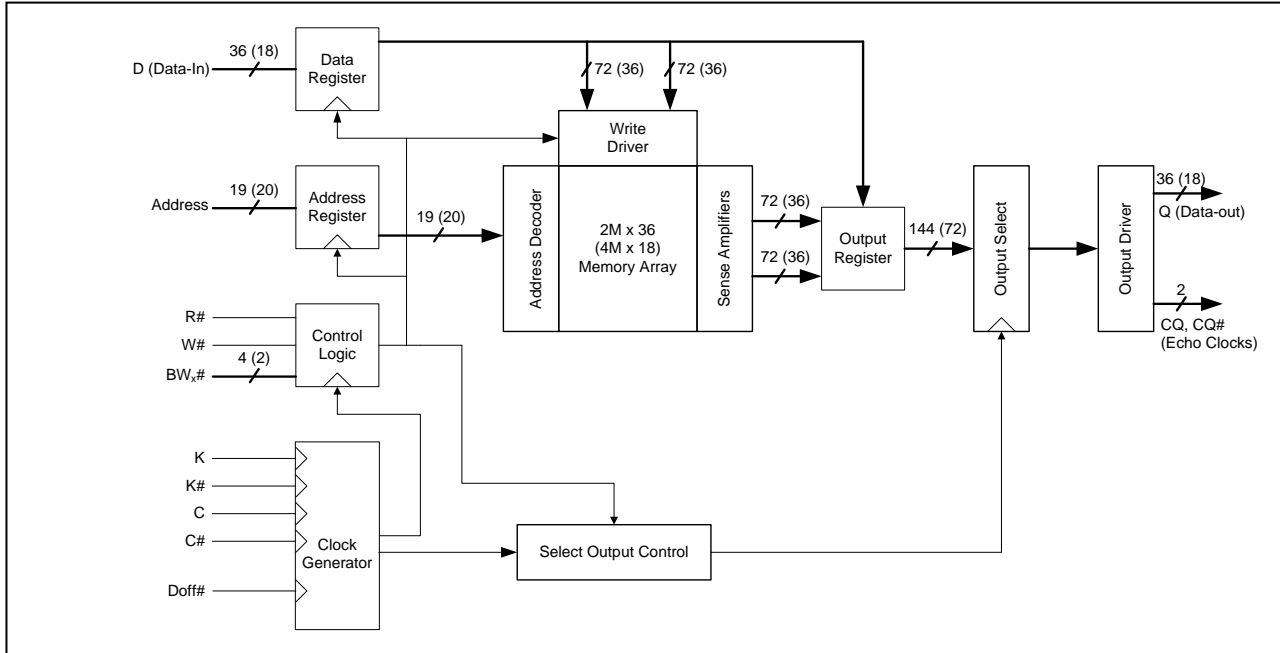 D (Data-In)
36 (18)
Data
Register
72 (36)
72 (36)
Write
Driver
Address
19 (20)
Address
Register
19 (20)
Address Decoder
2M x 36
(4M x 18)
Memory Array
Sense Amplifiers
72 (36)
72 (36)
Output
Register
144 (72)
Output Select
Output Driver
36 (18)
Q (Data-out)
2
CQ, CQ#
(Echo Clocks)
R#
W#
4 (2)
BWx#
Control
Logic
K
K#
C
C#
Doff#
Clock
Generator
Select Output Control